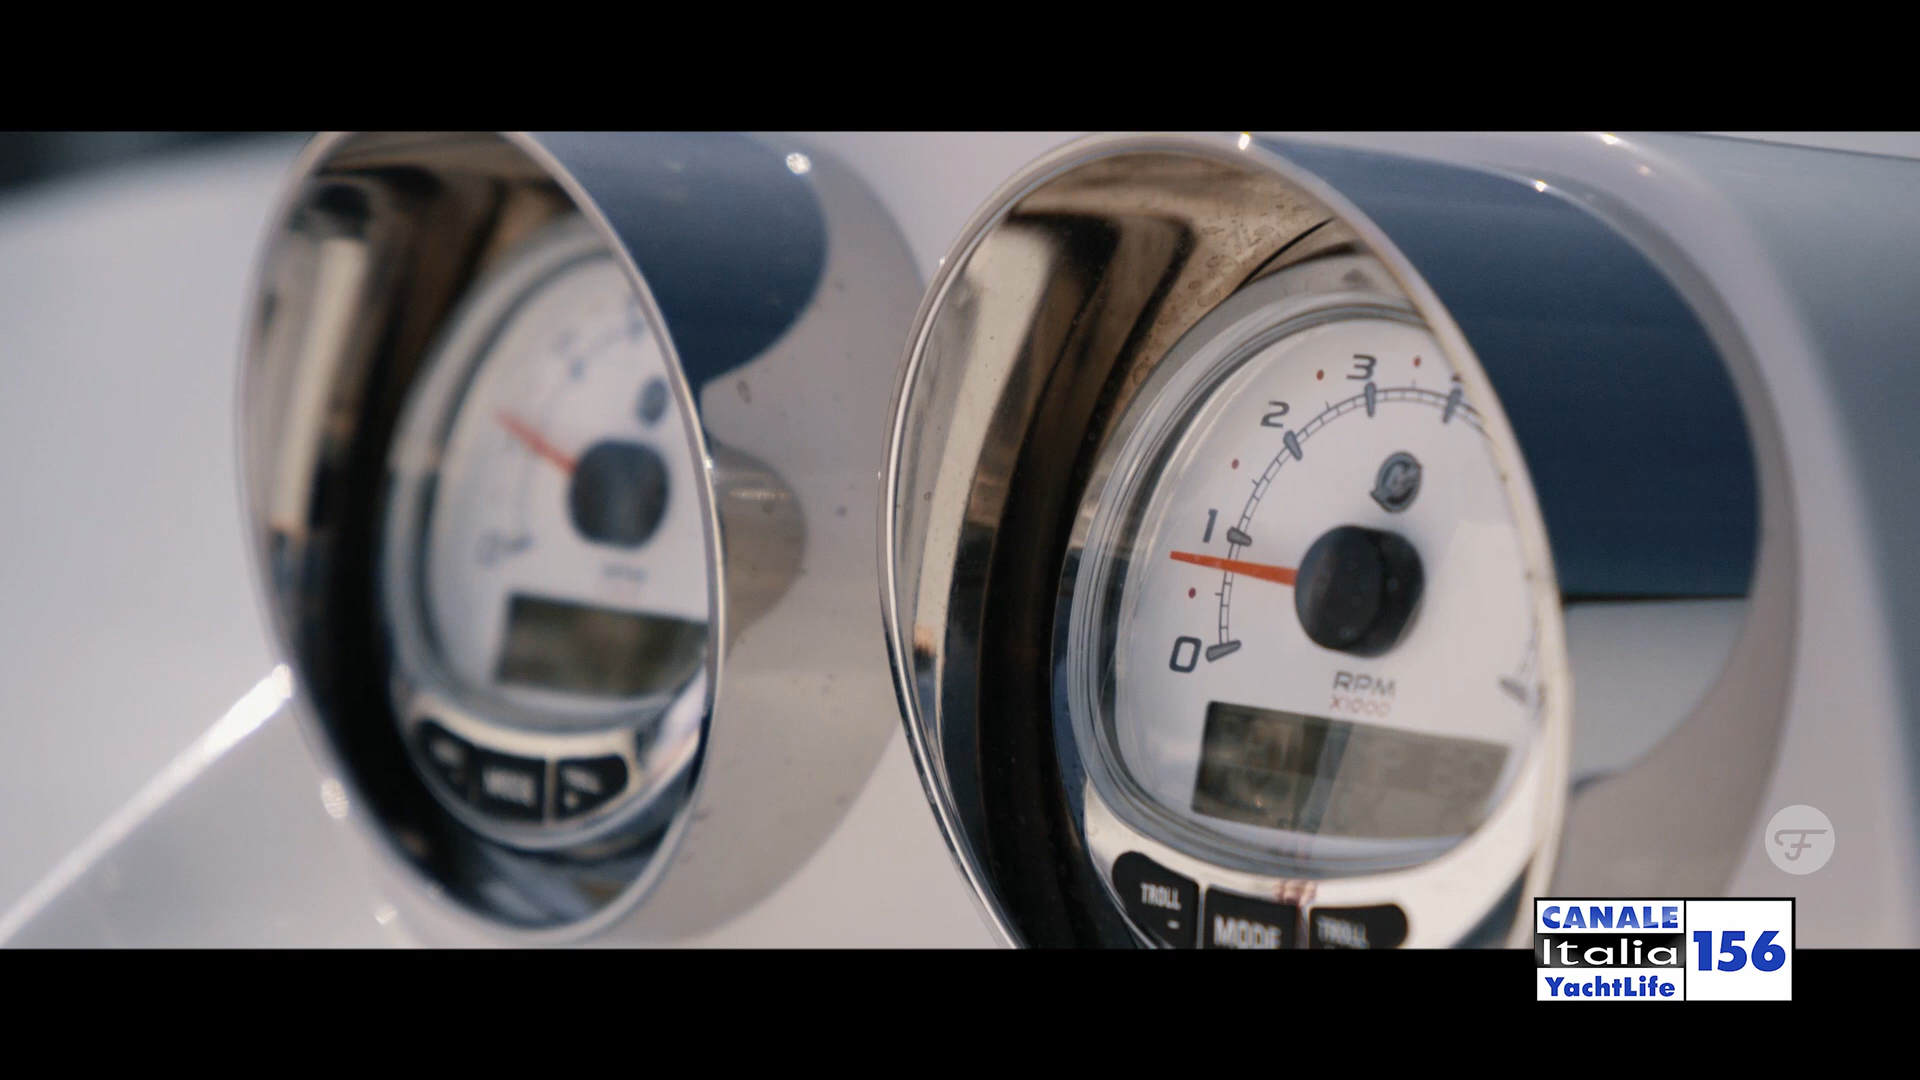 3
2
1
0
RPM
X1000
TROLL
-
MODE
TROLL
CANALE
Italia
YachtLife
156